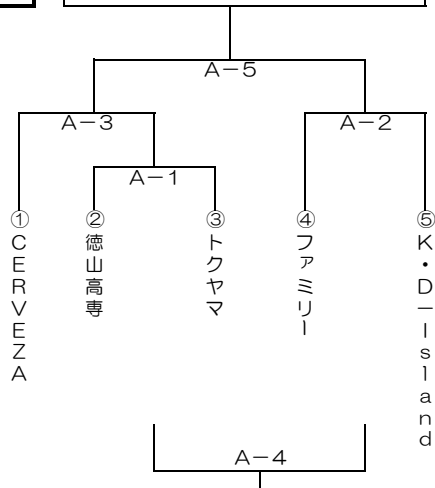 A-5
A-3
A-2
A-1
① CERVEZA
② 徳山高専
③ トクヤマ
④ ファミリー
⑤ K・D-Island
A-4